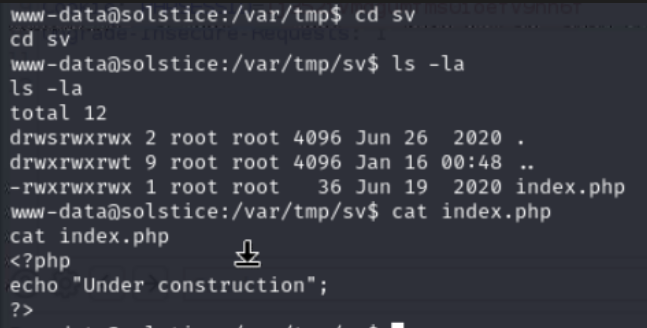 www-data@solstice:/var/tmp$ cd sv
cd sv
www-data@solstice:/var/tmp/sv$ ls -la
ls -la
total 12
drwsrwxrwx 2 root root 4096 Jun 26  2020 .
drwxrwxrwt 9 root root 4096 Jan 16 00:48 ..
-rwxrwxrwx 1 root root   36 Jun 19  2020 index.php
www-data@solstice:/var/tmp/sv$ cat index.php
cat index.php
<?php
echo "Under construction";
?>